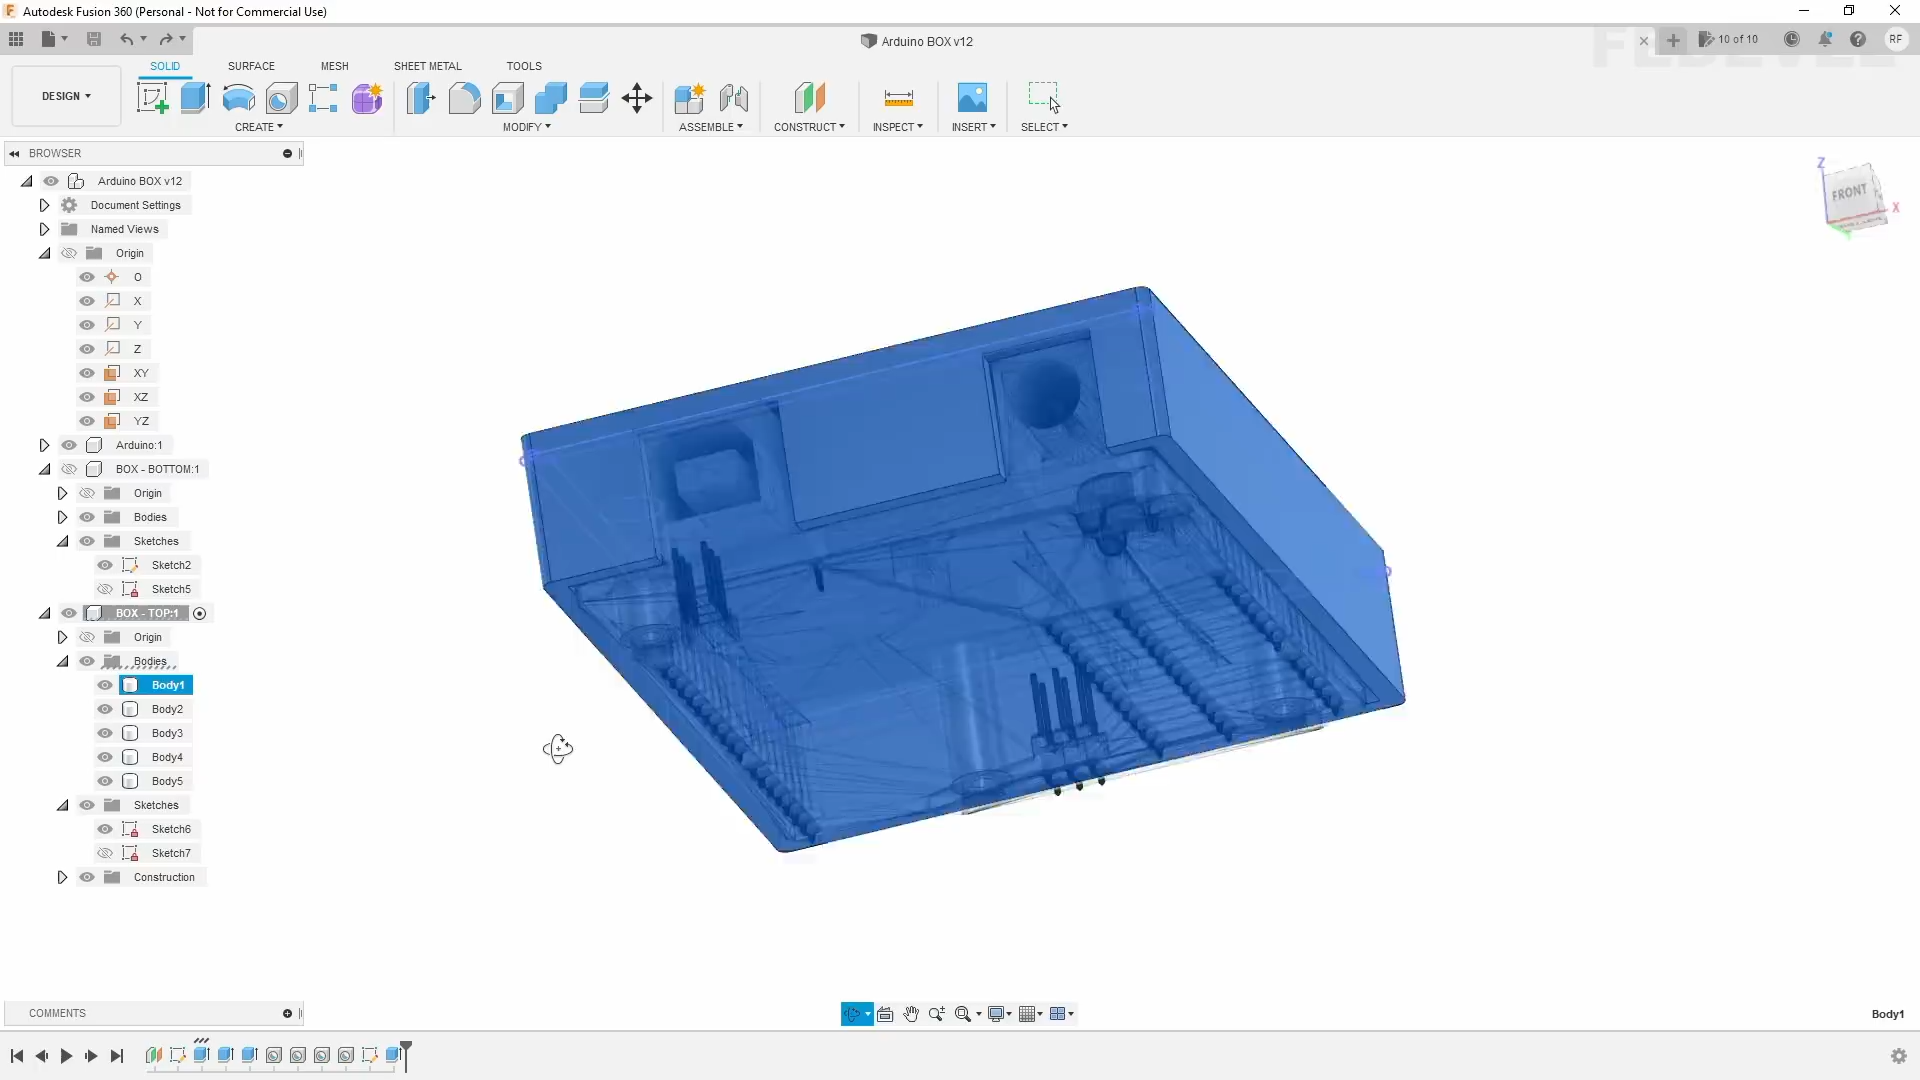 Autodesk Fusion 360 (Personal - Not for Commercial Use)
Arduino BOX v12
10 of 10
RF
DESIGN
SOLID
SURFACE
MESH
SHEET METAL
TOOLS
CREATE
MODIFY
ASSEMBLE
CONSTRUCT
INSPECT
INSERT
SELECT
BROWSER
Arduino BOX v12
Document Settings
Named Views
Origin
O
X
Y
Z
XY
XZ
YZ
Arduino:1
BOX - BOTTOM:1
Origin
Bodies
Sketches
Sketch2
Sketch5
BOX - TOP:1
Origin
Bodies
Body1
Body2
Body3
Body4
Body5
Sketches
Sketch6
Sketch7
Construction
Z
FRONT
X
COMMENTS
Body1